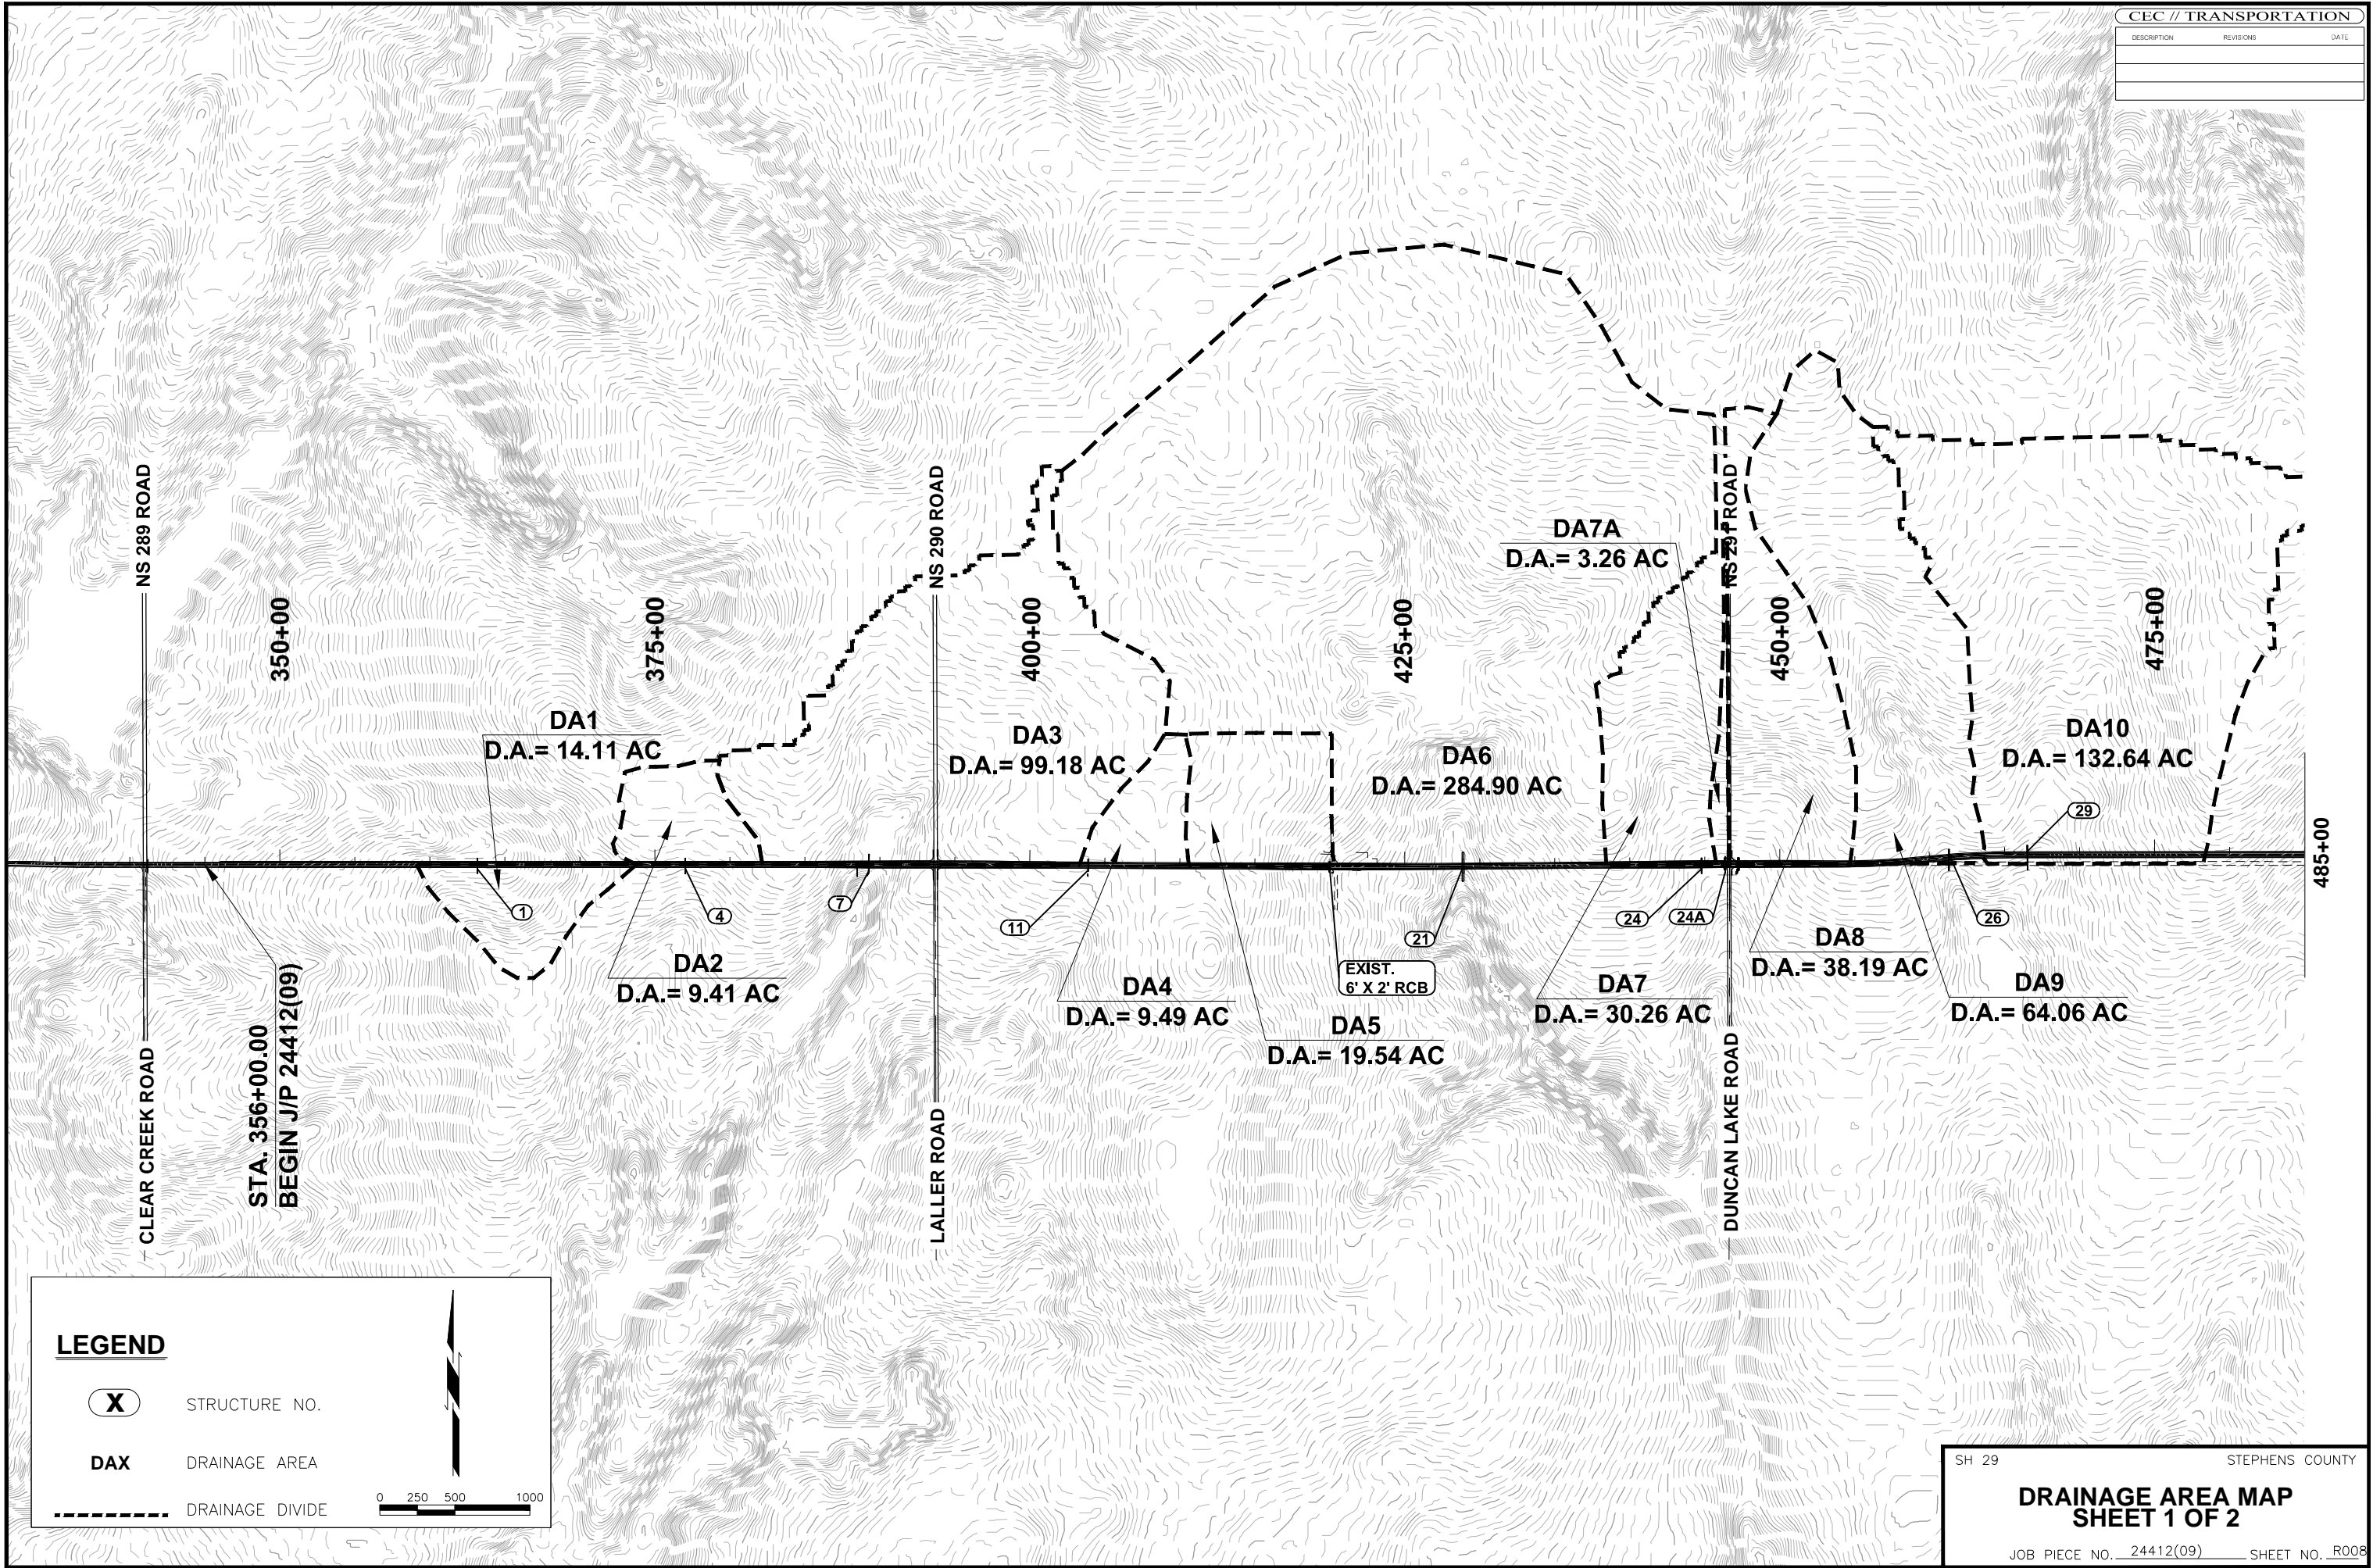 CEC // TRANSPORTATION
DESCRIPTION REVISIONS DATE
NS 289 ROAD
350+00
375+00
NS 290 ROAD
400+00
425+00
NS 291 ROAD
450+00
475+00
485+00
DA1
D.A.= 14.11 AC
DA3
D.A.= 99.18 AC
DA6
D.A.= 284.90 AC
DA7A
D.A.= 3.26 AC
DA10
D.A.= 132.64 AC
29
1
4
7
11
21
24
24A
26
EXIST.
6' X 2' RCB
DA2
D.A.= 9.41 AC
DA4
D.A.= 9.49 AC
DA5
D.A.= 19.54 AC
DA7
D.A.= 30.26 AC
DA8
D.A.= 38.19 AC
DA9
D.A.= 64.06 AC
CLEAR CREEK ROAD
STA. 356+00.00
BEGIN J/P 24412(09)
LALLER ROAD
DUNCAN LAKE ROAD
LEGEND
X STRUCTURE NO.
DAX DRAINAGE AREA
DRAINAGE DIVIDE
0 250 500 1000
SH 29 STEPHENS COUNTY
DRAINAGE AREA MAP
SHEET 1 OF 2
JOB PIECE NO. 24412(09) SHEET NO. R008